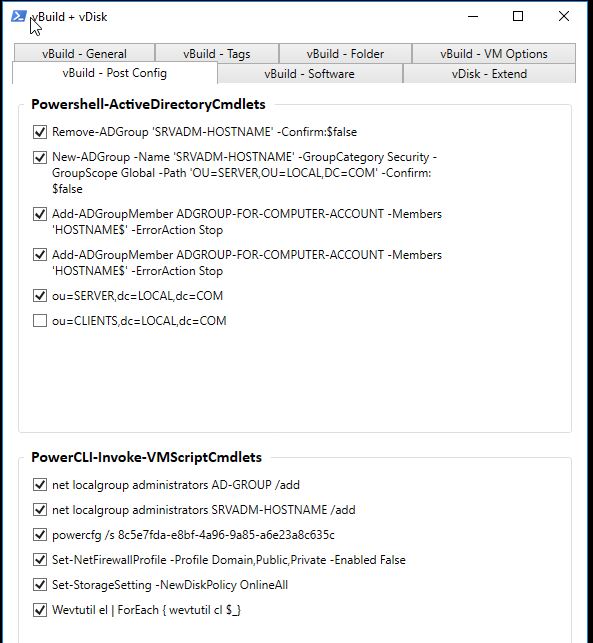 vBuild + vDisk
vBuild - General
vBuild - Tags
vBuild - Folder
vBuild - VM Options
vBuild - Post Config
vBuild - Software
vDisk - Extend
Powershell-ActiveDirectoryCmdlets
Remove-ADGroup 'SRVADM-HOSTNAME' -Confirm:$false
New-ADGroup -Name 'SRVADM-HOSTNAME' -GroupCategory Security -
GroupScope Global -Path 'OU=SERVER,OU=LOCAL,DC=COM' -Confirm:
$false
Add-ADGroupMember ADGROUP-FOR-COMPUTER-ACCOUNT -Members
'HOSTNAME$' -ErrorAction Stop
Add-ADGroupMember ADGROUP-FOR-COMPUTER-ACCOUNT -Members
'HOSTNAME$' -ErrorAction Stop
ou=SERVER,dc=LOCAL,dc=COM
ou=CLIENTS,dc=LOCAL,dc=COM
PowerCLI-Invoke-VMScriptCmdlets
net localgroup administrators AD-GROUP /add
net localgroup administrators SRVADM-HOSTNAME /add
powercfg /s 8c5e7fda-e8bf-4a96-9a85-a6e23a8c635c
Set-NetFirewallProfile -Profile Domain,Public,Private -Enabled False
Set-StorageSetting -NewDiskPolicy OnlineAll
Wevtutil el | ForEach { wevtutil cl $_}